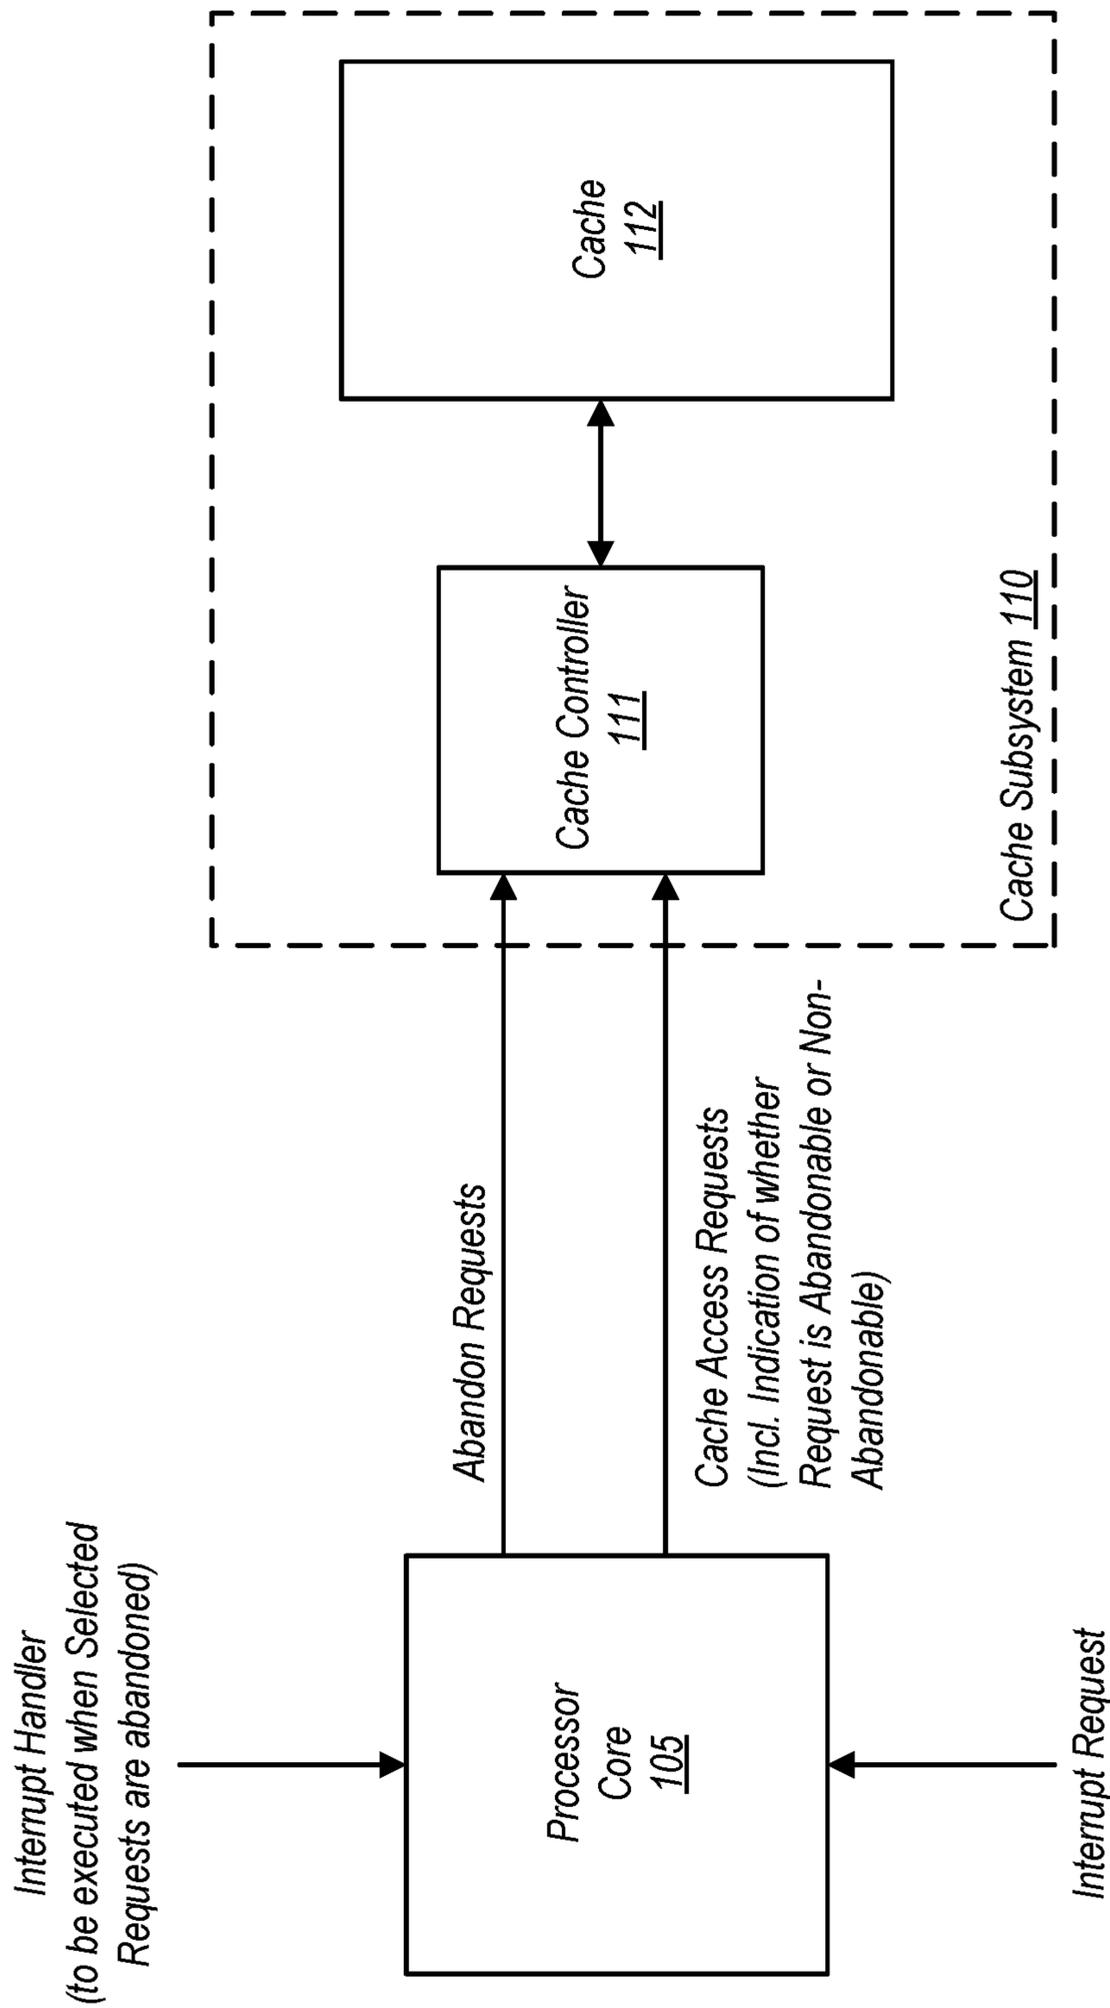 Interrupt Handler
(to be executed when Selected
Requests are abandoned)
Processor
Core
105
Interrupt Request
Abandon Requests
Cache Access Requests
(Incl. Indication of whether
Request is Abandonable or Non-
Abandonable)
Cache Controller
111
Cache
112
Cache Subsystem 110